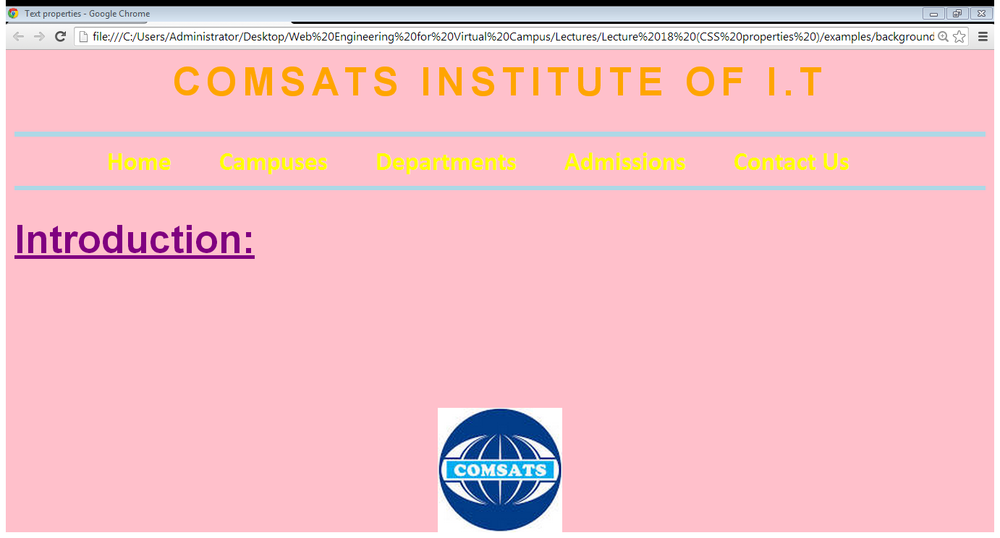 Text properties - Google Chrome
file:///C:/Users/Administrator/Desktop/Web%20Engineering%20for%20Virtual%20Campus/Lectures/Lecture%2018%20(CSS%20properties%20)/examples/background
COMSATS INSTITUTE OF I.T
Home Campuses Departments Admissions Contact Us
Introduction:
COMSATS